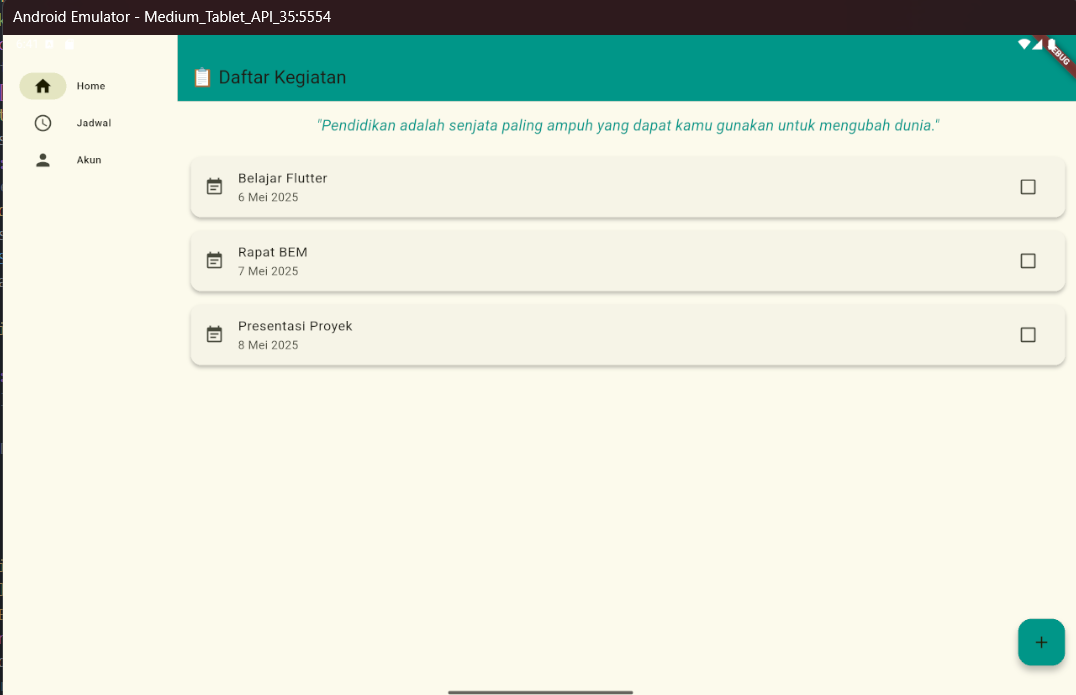 Android Emulator - Medium_Tablet_API_35:5554
Home
Jadwal
Akun
📋 Daftar Kegiatan
DEBUG
"Pendidikan adalah senjata paling ampuh yang dapat kamu gunakan untuk mengubah dunia."
Belajar Flutter
6 Mei 2025
Rapat BEM
7 Mei 2025
Presentasi Proyek
8 Mei 2025
+